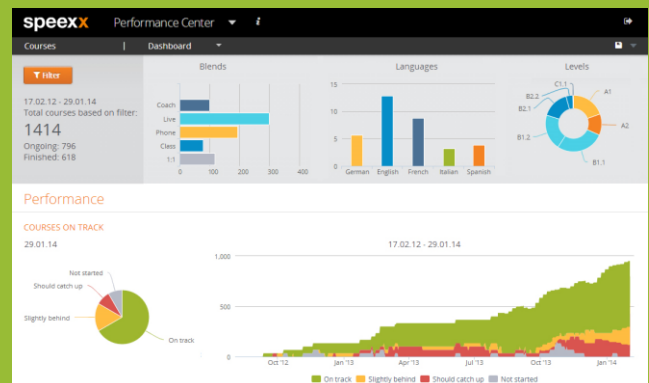 speexx Performance Center i
Courses | Dashboard
Filter
17.02.12 - 29.01.14
Total courses based on filter:
1414
Ongoing: 796
Finished: 618
Blends
Coach
Live
Phone
Class
1:1
0 100 200 300 400
Languages
15
10
5
0
German English French Italian Spanish
Levels
C1.1
B2.2
B2.1
B1.2
A1
A2
B1.1
Performance
COURSES ON TRACK
29.01.14
Not started
Should catch up
Slightly behind
On track
17.02.12 - 29.01.14
1,000
500
0
Oct '12 Jan '13 Apr '13 Jul '13 Oct '13 Jan '14
On track Slightly behind Should catch up Not started